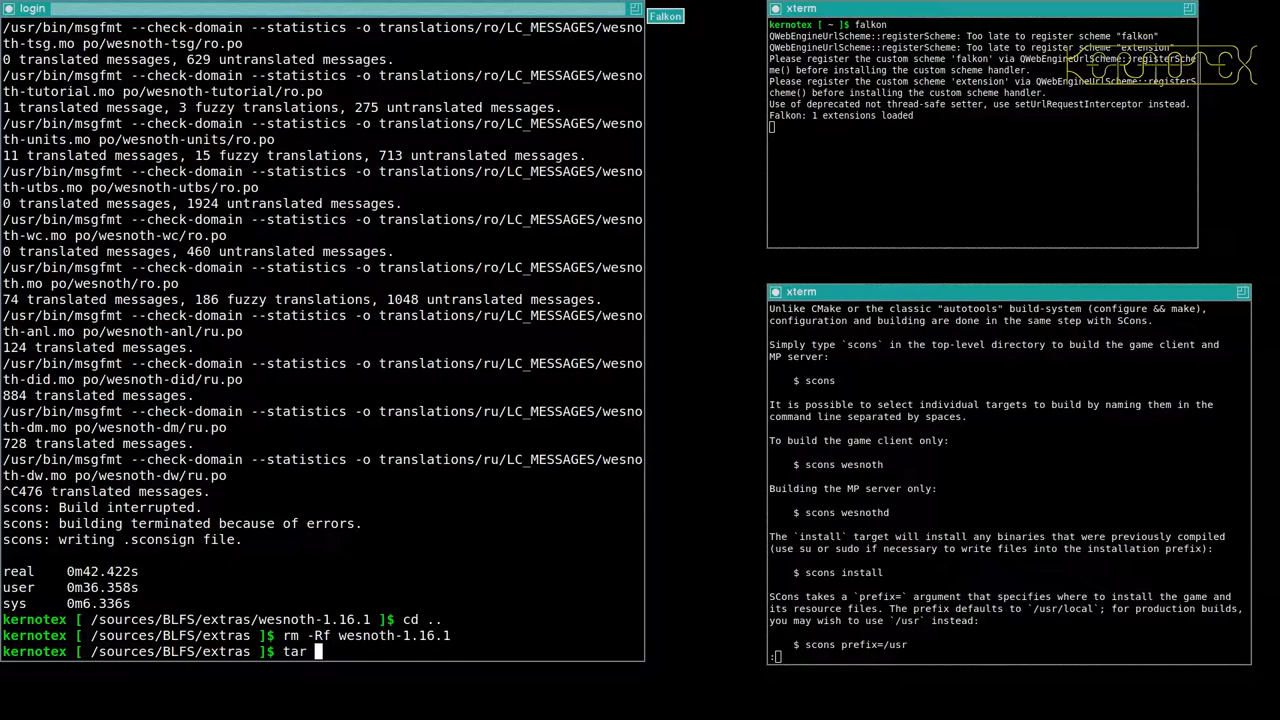 login
/usr/bin/msgfmt --check-domain --statistics -o translations/ro/LC_MESSAGES/wesno
th-tsg.mo po/wesnoth-tsg/ro.po
0 translated messages, 629 untranslated messages.
/usr/bin/msgfmt --check-domain --statistics -o translations/ro/LC_MESSAGES/wesno
th-tutorial.mo po/wesnoth-tutorial/ro.po
1 translated message, 3 fuzzy translations, 275 untranslated messages.
/usr/bin/msgfmt --check-domain --statistics -o translations/ro/LC_MESSAGES/wesno
th-units.mo po/wesnoth-units/ro.po
11 translated messages, 15 fuzzy translations, 713 untranslated messages.
/usr/bin/msgfmt --check-domain --statistics -o translations/ro/LC_MESSAGES/wesno
th-utbs.mo po/wesnoth-utbs/ro.po
0 translated messages, 1924 untranslated messages.
/usr/bin/msgfmt --check-domain --statistics -o translations/ro/LC_MESSAGES/wesno
th-wc.mo po/wesnoth-wc/ro.po
0 translated messages, 460 untranslated messages.
/usr/bin/msgfmt --check-domain --statistics -o translations/ro/LC_MESSAGES/wesno
th.mo po/wesnoth/ro.po
74 translated messages, 186 fuzzy translations, 1048 untranslated messages.
/usr/bin/msgfmt --check-domain --statistics -o translations/ru/LC_MESSAGES/wesno
th-anl.mo po/wesnoth-anl/ru.po
124 translated messages.
/usr/bin/msgfmt --check-domain --statistics -o translations/ru/LC_MESSAGES/wesno
th-did.mo po/wesnoth-did/ru.po
884 translated messages.
/usr/bin/msgfmt --check-domain --statistics -o translations/ru/LC_MESSAGES/wesno
th-dm.mo po/wesnoth-dm/ru.po
728 translated messages.
/usr/bin/msgfmt --check-domain --statistics -o translations/ru/LC_MESSAGES/wesno
th-dw.mo po/wesnoth-dw/ru.po
^C476 translated messages.
scons: Build interrupted.
scons: building terminated because of errors.
scons: writing .sconsign file.
real 0m42.422s
user 0m36.358s
sys 0m6.336s
kernotex [ /sources/BLFS/extras/wesnoth-1.16.1 ]$ cd ..
kernotex [ /sources/BLFS/extras ]$ rm -Rf wesnoth-1.16.1
kernotex [ /sources/BLFS/extras ]$ tar
Falkon
xterm
kernotex [ ~ ]$ falkon
QWebEngineUrlScheme::registerScheme: Too late to register scheme "falkon"
QWebEngineUrlScheme::registerScheme: Too late to register scheme "extension"
Please register the custom scheme 'falkon' via QWebEngineUrlScheme::registerSche
me() before installing the custom scheme handler.
Please register the custom scheme 'extension' via QWebEngineUrlScheme::registerS
cheme() before installing the custom scheme handler.
Use of deprecated not thread-safe setter, use setUrlRequestInterceptor instead.
Falkon: 1 extensions loaded
KERNOTEX
xterm
Unlike CMake or the classic "autotools" build-system (configure && make),
configuration and building are done in the same step with SCons.
Simply type `scons` in the top-level directory to build the game client and
MP server:
$ scons
It is possible to select individual targets to build by naming them in the
command line separated by spaces.
To build the game client only:
$ scons wesnoth
Building the MP server only:
$ scons wesnothd
The `install` target will install any binaries that were previously compiled
(use su or sudo if necessary to write files into the installation prefix):
$ scons install
SCons takes a `prefix=` argument that specifies where to install the game and
its resource files. The prefix defaults to `/usr/local`; for production builds,
you may wish to use `/usr` instead:
$ scons prefix=/usr
: